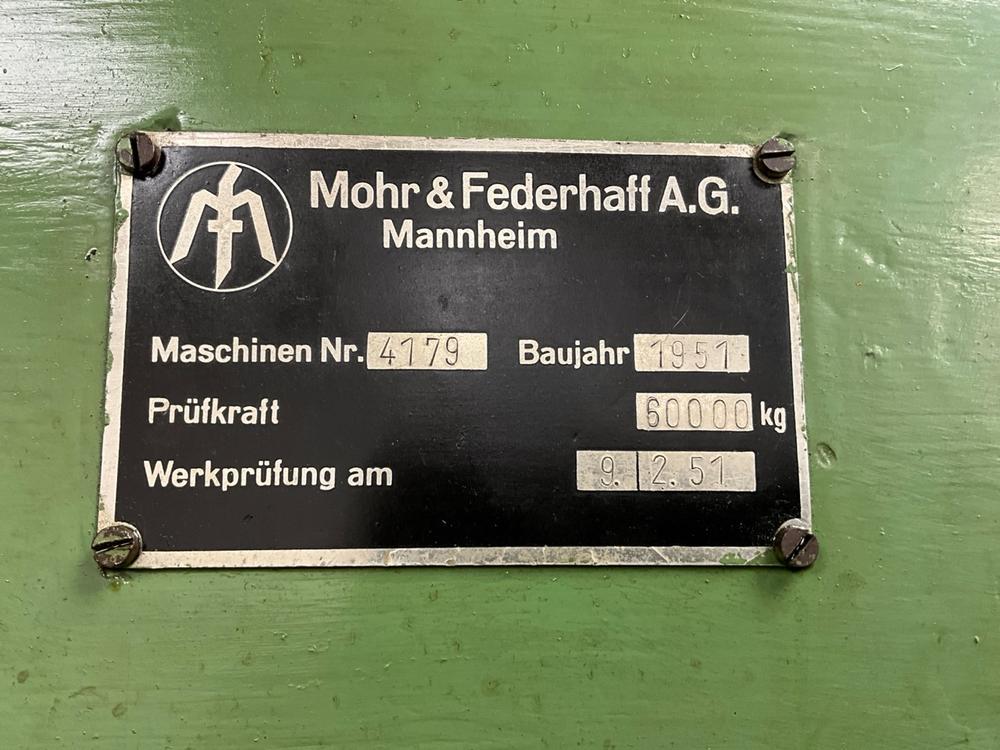 Mohr & Federhaff A.G.
Mannheim
Maschinen Nr. 4179 Baujahr 1951
Prüfkraft 60000 kg
Werkprüfung am 9. 2. 51